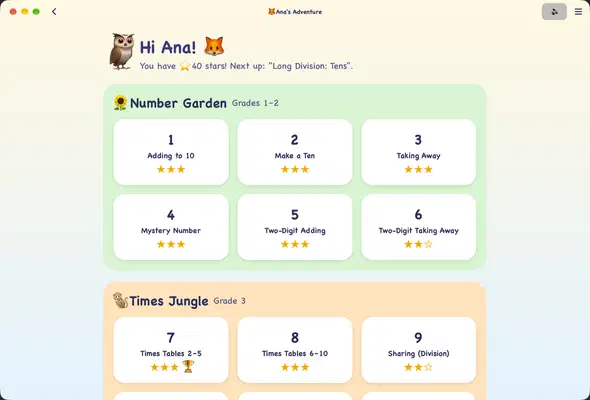 Ana's Adventure
Hi Ana!
You have ⭐40 stars! Next up: "Long Division: Tens".
Number Garden Grades 1–2
1
Adding to 10
★★★
2
Make a Ten
★★★
3
Taking Away
★★★
4
Mystery Number
★★★
5
Two-Digit Adding
★★★
6
Two-Digit Taking Away
★★☆
Times Jungle Grade 3
7
Times Tables 2–5
★★★
8
Times Tables 6–10
★★★
9
Sharing (Division)
★★☆